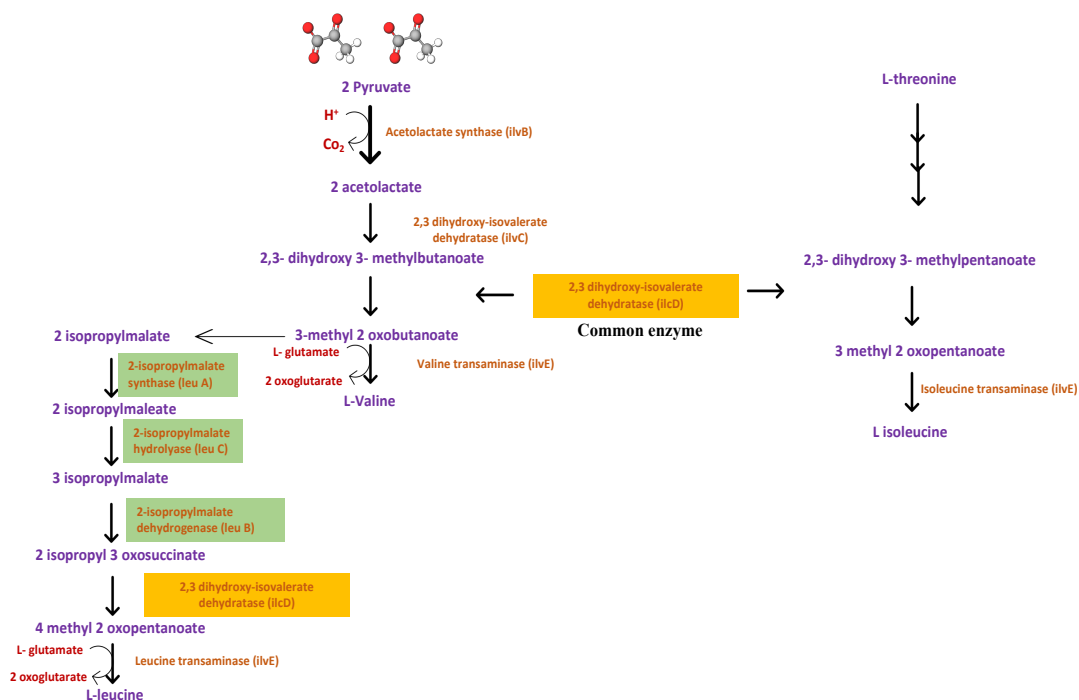 2 Pyruvate
L-threonine
H⁺
Acetolactate synthase (ilvB)
Co₂
2 acetolactate
2,3 dihydroxy-isovalerate
dehydratase (ilvC)
2,3- dihydroxy 3- methylbutanoate
2,3- dihydroxy 3- methylpentanoate
2,3 dihydroxy-isovalerate
dehydratase (ilcD)
Common enzyme
2 isopropylmalate
3-methyl 2 oxobutanoate
3 methyl 2 oxopentanoate
L- glutamate
Valine transaminase (ilvE)
2 oxoglutarate
2-isopropylmalate
synthase (leu A)
Isoleucine transaminase (ilvE)
L-Valine
2 isopropylmaleate
L isoleucine
2-isopropylmalate
hydrolyase (leu C)
3 isopropylmalate
2-isopropylmalate
dehydrogenase (leu B)
2 isopropyl 3 oxosuccinate
2,3 dihydroxy-isovalerate
dehydratase (ilcD)
4 methyl 2 oxopentanoate
L- glutamate
Leucine transaminase (ilvE)
2 oxoglutarate
L-leucine